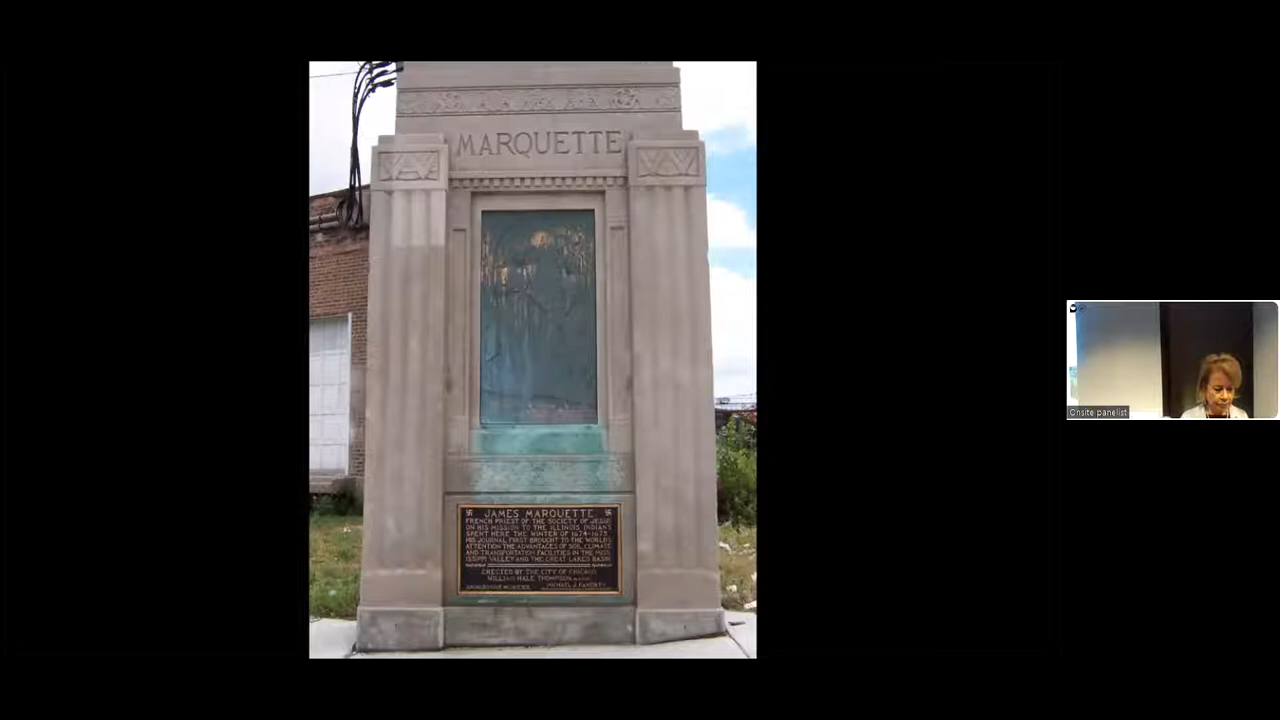 MARQUETTE
JAMES MARQUETTE
FRENCH PRIEST OF THE SOCIETY OF JESUS
ON HIS MISSION TO THE ILLINOIS INDIANS
SPENT HERE THE WINTER OF 1674-1675
HIS JOURNAL FIRST BROUGHT TO THE WORLD'S
ATTENTION THE ADVANTAGES OF SOIL, CLIMATE
AND TRANSPORTATION FACILITIES IN THE MISS
ISSIPPI VALLEY AND THE GREAT LAKES BASIN
ERECTED BY THE CITY OF CHICAGO
WILLIAM HALE THOMPSON
MICHAEL J. FAHERTY
Onsite panelist